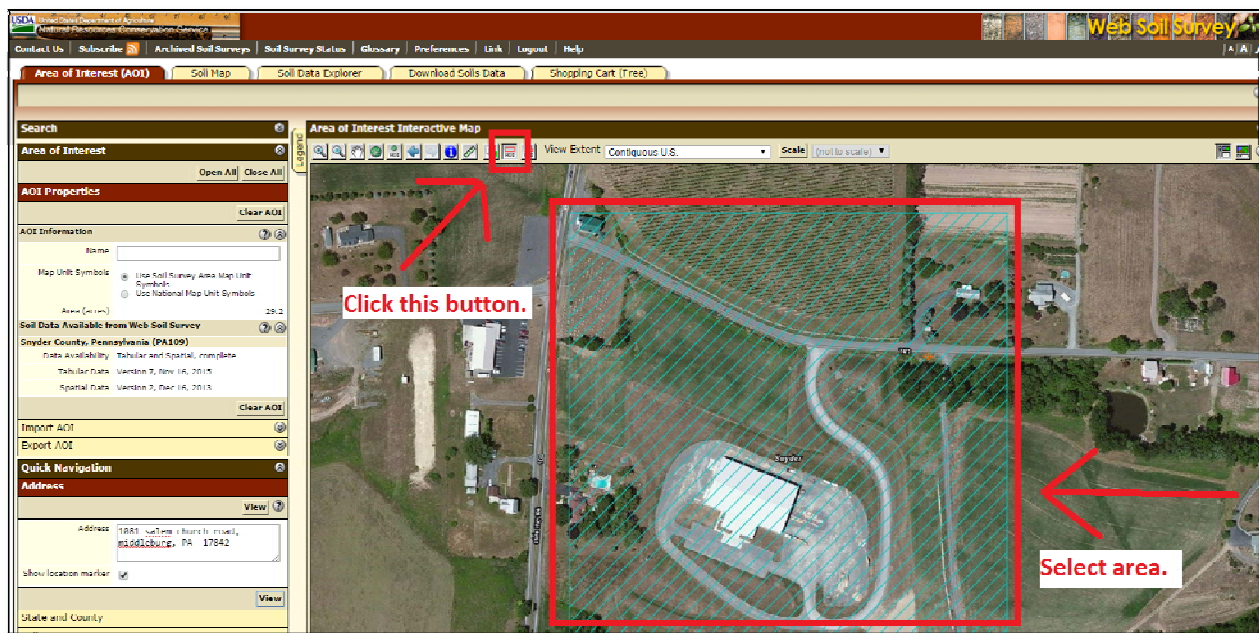 USDA United States Department of Agriculture
Natural Resources Conservation Service
Web Soil Survey
Contact Us | Subscribe | Archived Soil Surveys | Soil Survey Status | Glossary | Preferences | Link | Logout | Help
A A
Area of Interest (AOI) Soil Map Soil Data Explorer Download Soils Data Shopping Cart (Free)
Search
Area of Interest
Open All Close All
AOI Properties
Clear AOI
AOI Information
Name
Map Unit Symbols
Use Soil Survey Area Map Unit Symbols
Use National Map Unit Symbols
Area (acres) 29.2
Soil Data Available from Web Soil Survey
Snyder County, Pennsylvania (PA109)
Data Availability Tabular and Spatial, complete
Tabular Data Version 7, Nov 16, 2015
Spatial Data Version 2, Dec 16, 2013
Clear AOI
Import AOI
Export AOI
Quick Navigation
Address
View
Address
1081 salem church road, middleburg, PA 17842
Show location marker
View
State and County
Legend
Area of Interest Interactive Map
View Extent Contiguous U.S. Scale (not to scale)
Click this button.
Snyder
Select area.